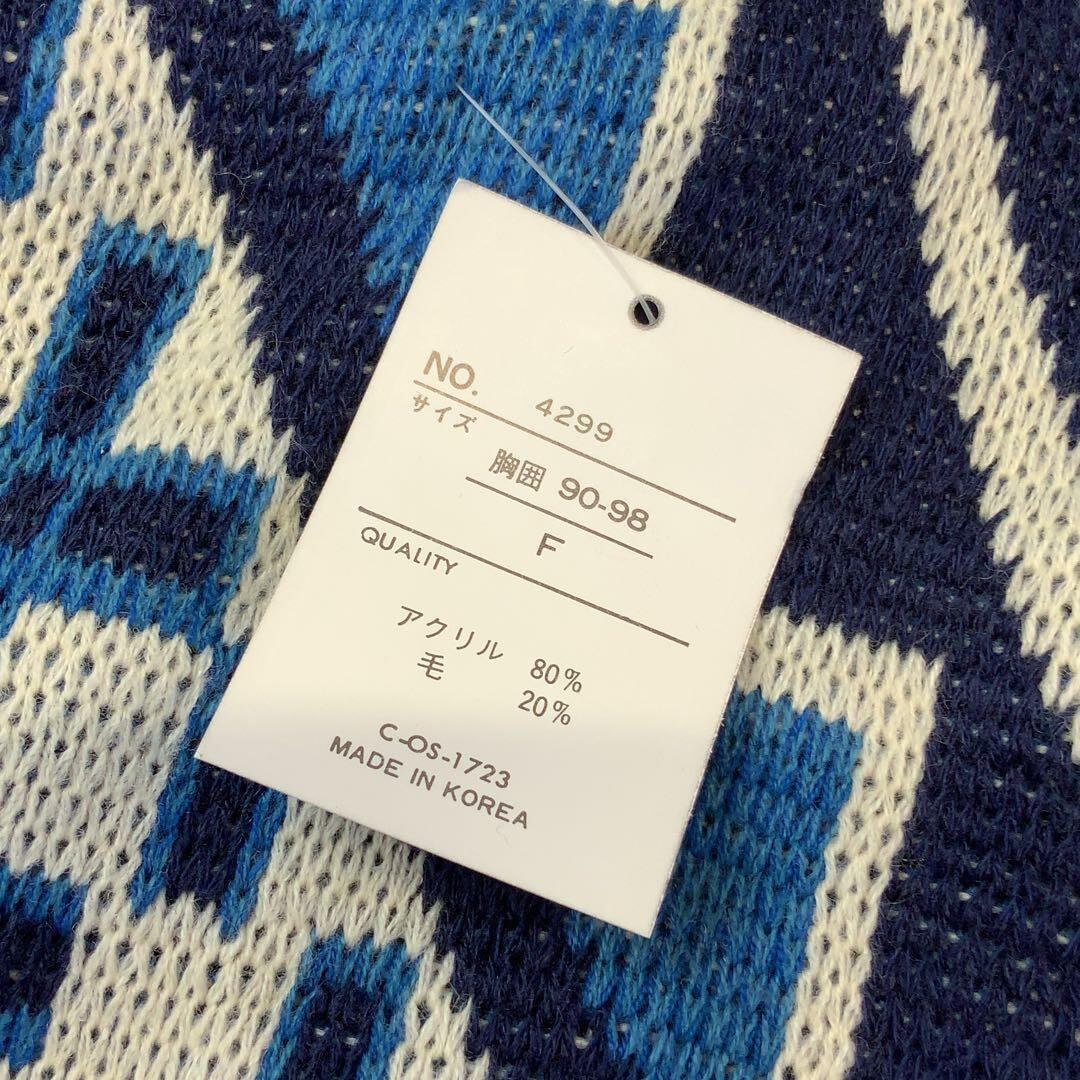 NO. 4299
サイズ
胸囲 90-98
F
QUALITY
アクリル 80%
毛 20%
C-OS-1723
MADE IN KOREA